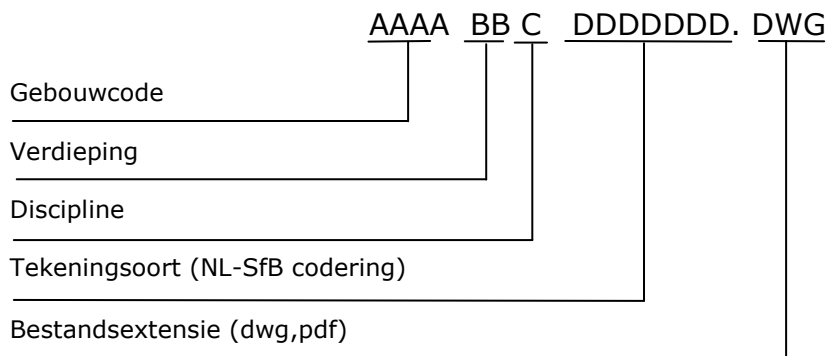 AAAA BB C DDDDDDD. DWG
Gebouwcode
Verdieping
Discipline
Tekeningsoort (NL-SfB codering)
Bestandsextensie (dwg,pdf)